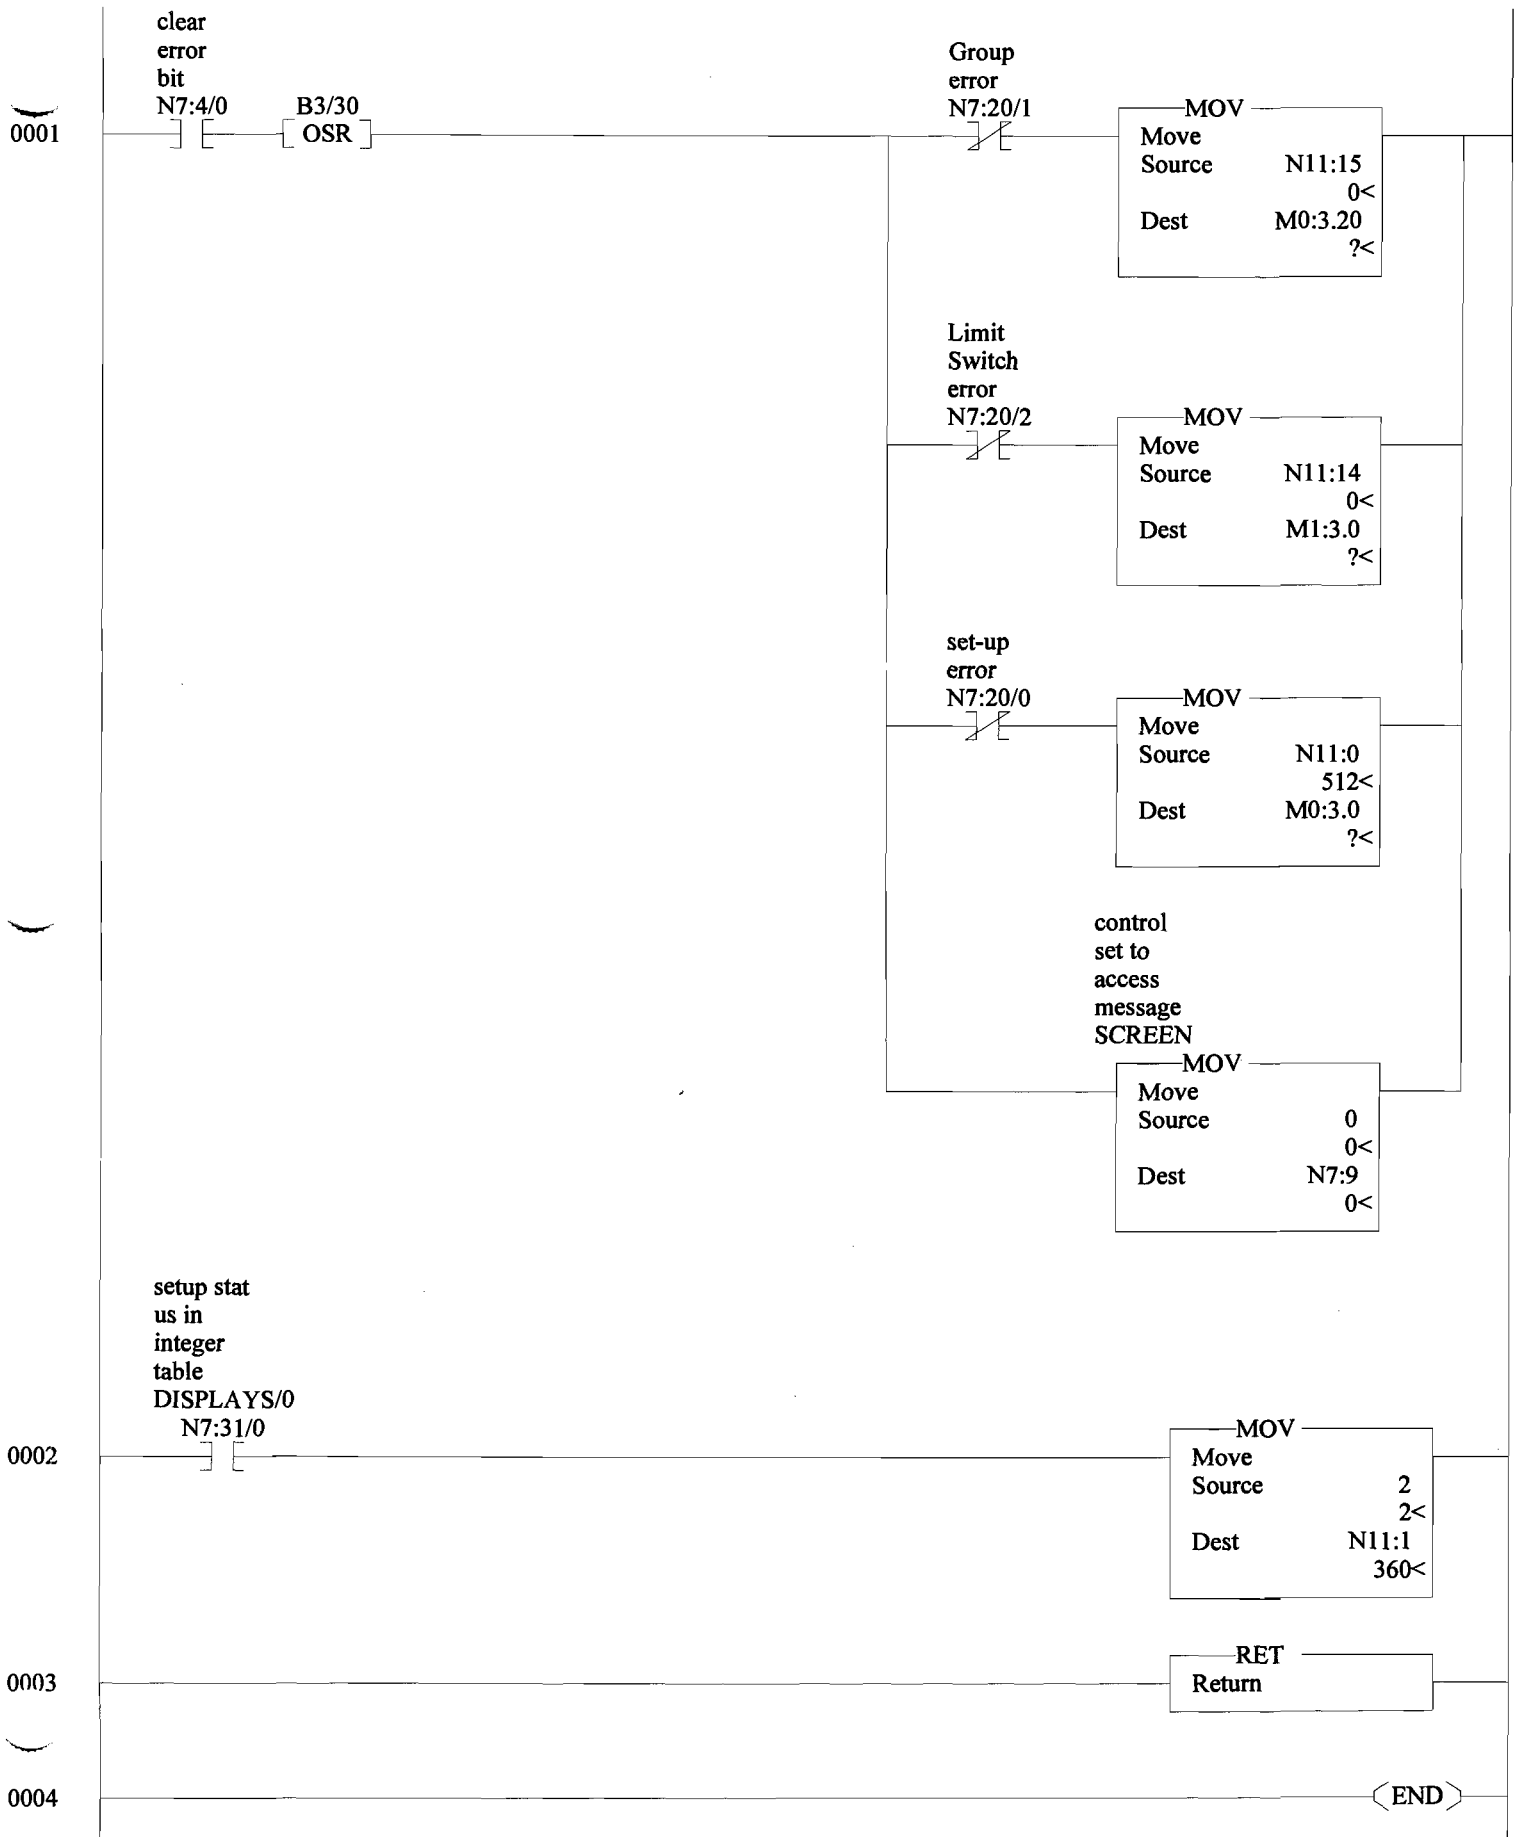 clear
error
bit
N7:4/0
B3/30
0001
OSR
Group
error
N7:20/1
MOV
Move
Source N11:15
0<
Dest M0:3.20
?<
Limit
Switch
error
N7:20/2
MOV
Move
Source N11:14
0<
Dest M1:3.0
?<
set-up
error
N7:20/0
MOV
Move
Source N11:0
512<
Dest M0:3.0
?<
control
set to
access
message
SCREEN
MOV
Move
Source 0
0<
Dest N7:9
0<
setup stat
us in
integer
table
DISPLAYS/0
N7:31/0
0002
MOV
Move
Source 2
2<
Dest N11:1
360<
0003
RET
Return
0004
END